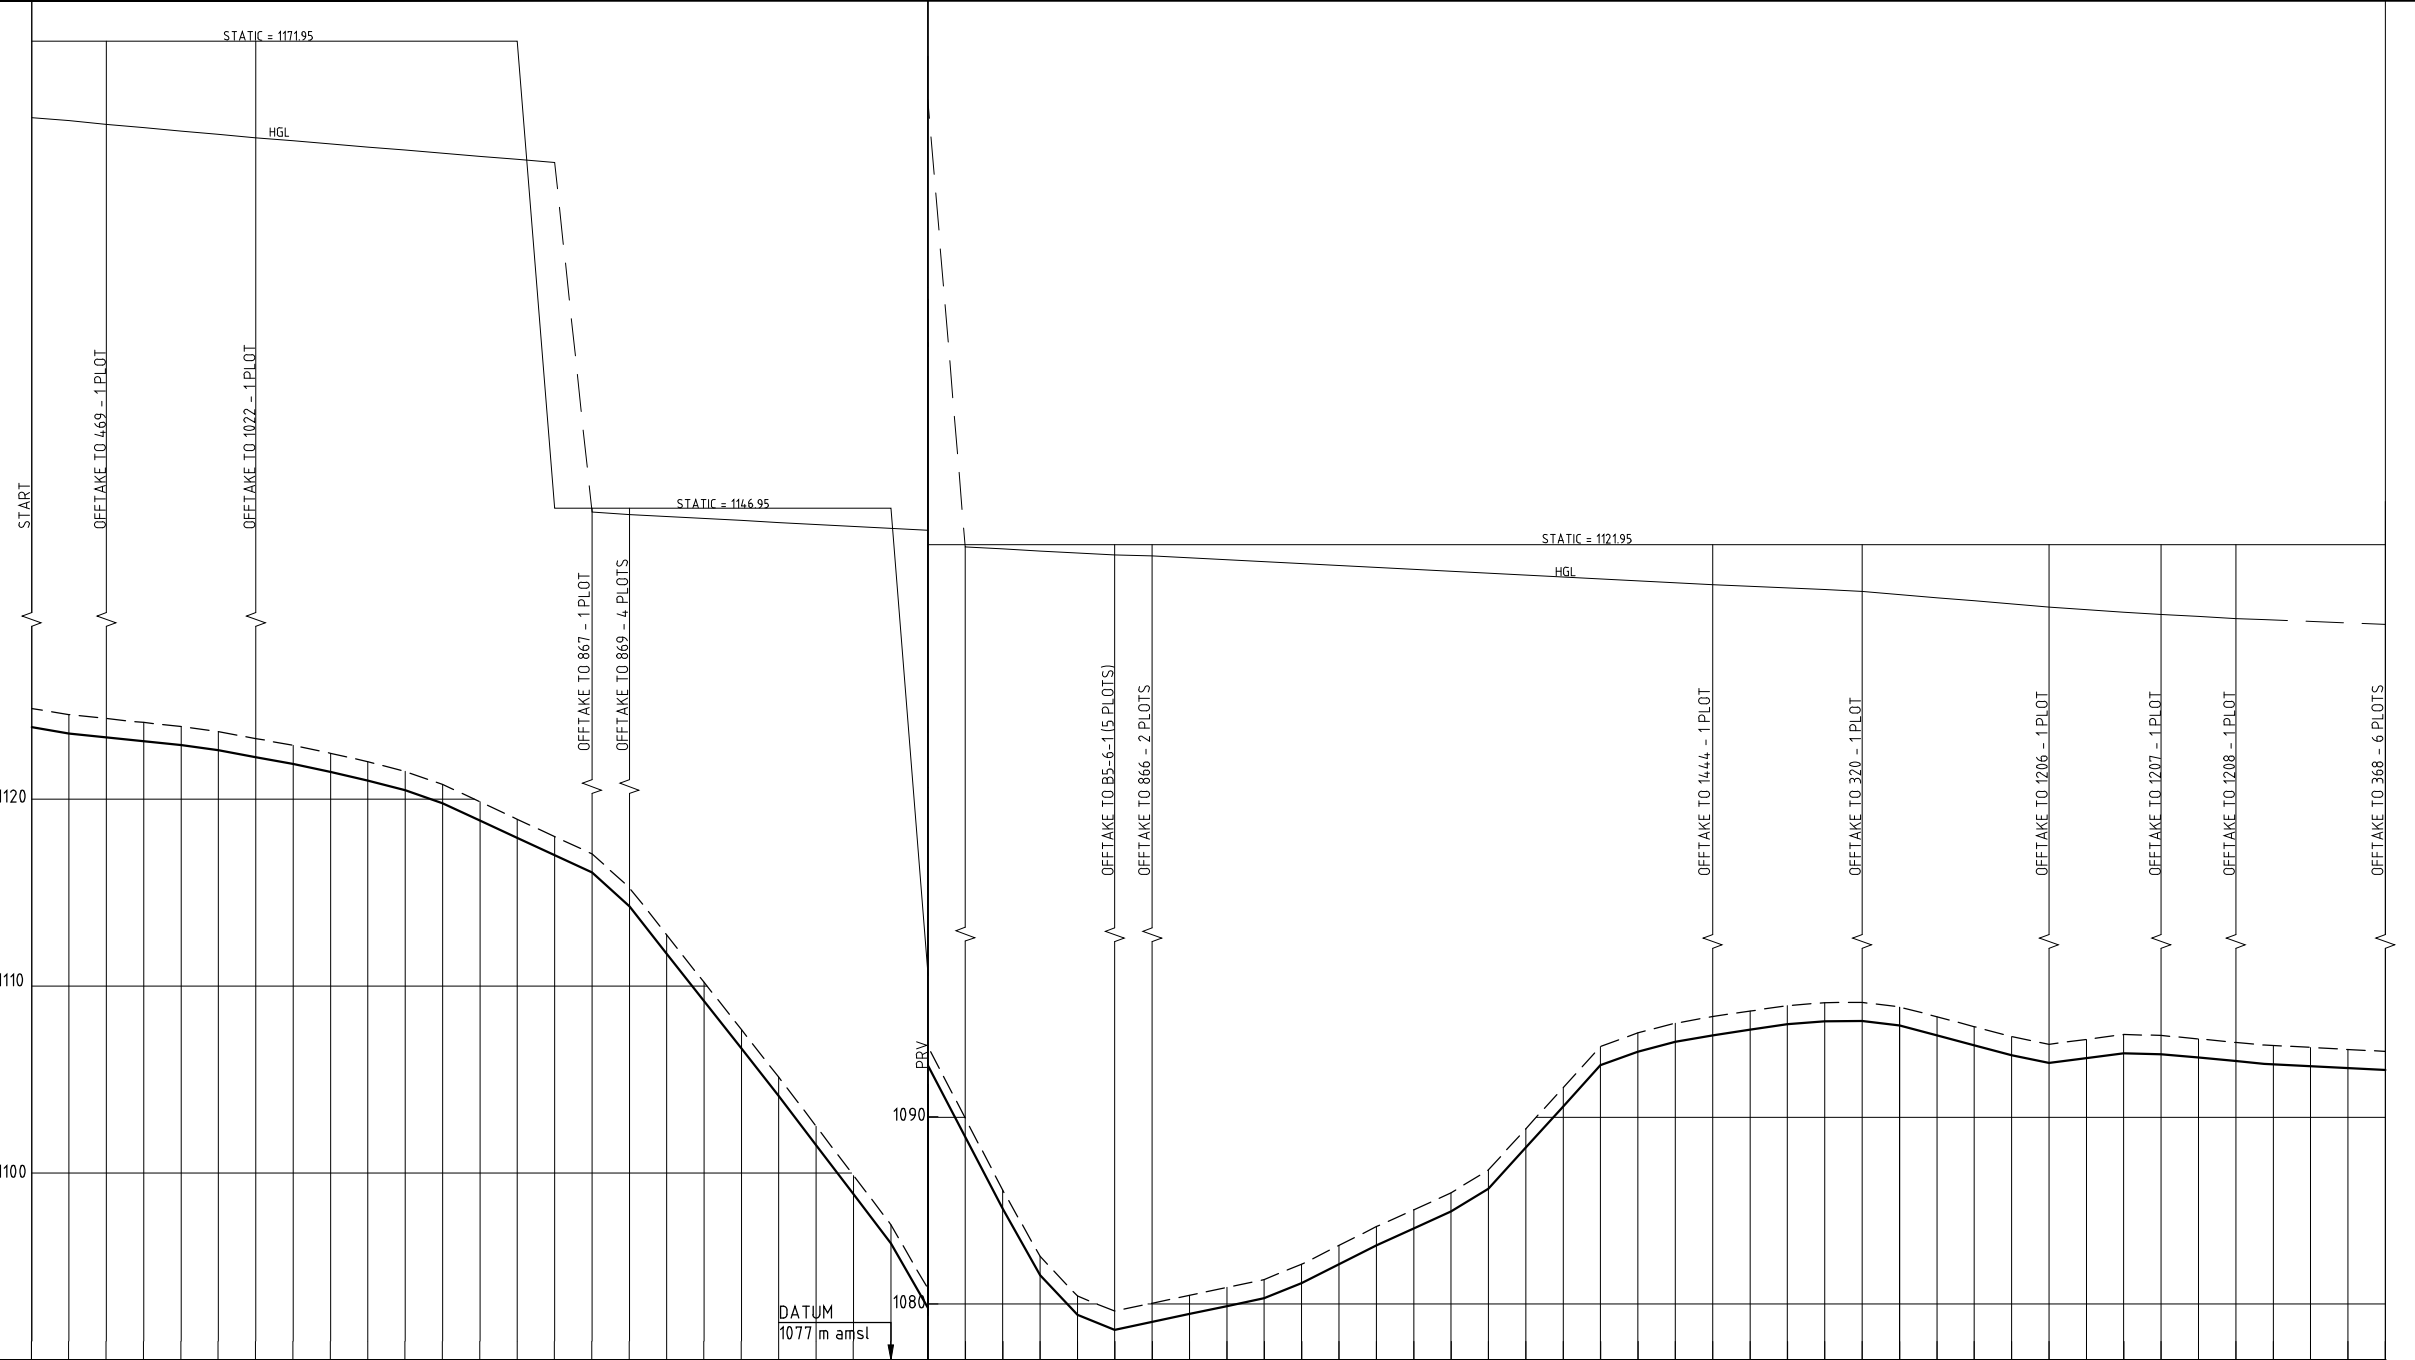 STATIC = 1171.95
HGL
START
OFFTAKE TO 469 - 1 PLOT
OFFTAKE TO 1022 - 1 PLOT
STATIC = 1146.95
OFFTAKE TO 867 - 1 PLOT
OFFTAKE TO 869 - 4 PLOTS
STATIC = 1121.95
HGL
OFFTAKE TO B5-6-1 (5 PLOTS)
OFFTAKE TO 866 - 2 PLOTS
OFFTAKE TO 1444 - 1 PLOT
OFFTAKE TO 320 - 1 PLOT
OFFTAKE TO 1206 - 1 PLOT
OFFTAKE TO 1207 - 1 PLOT
OFFTAKE TO 1208 - 1 PLOT
OFFTAKE TO 368 - 6 PLOTS
1120
1110
1100
PRV
1090
1080
DATUM
1077 m amsl